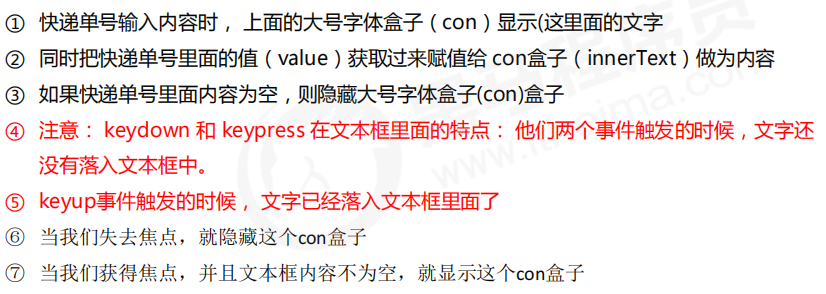 ① 快递单号输入内容时， 上面的大号字体盒子（con）显示(这里面的文字
② 同时把快递单号里面的值（value）获取过来赋值给 con盒子（innerText）做为内容
③ 如果快递单号里面内容为空，则隐藏大号字体盒子(con)盒子
④ 注意： keydown 和 keypress 在文本框里面的特点： 他们两个事件触发的时候，文字还
没有落入文本框中。
⑤ keyup事件触发的时候， 文字已经落入文本框里面了
⑥ 当我们失去焦点，就隐藏这个con盒子
⑦ 当我们获得焦点，并且文本框内容不为空，就显示这个con盒子